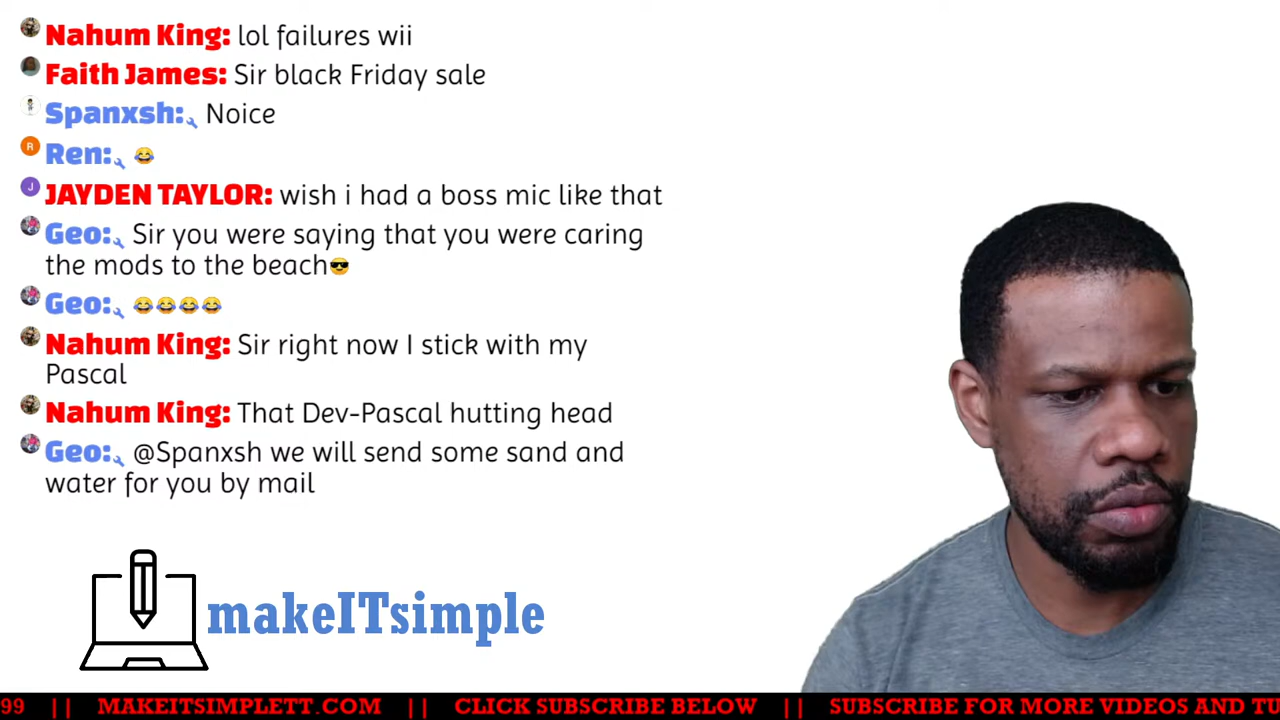 Nahum King: lol failures wii
Faith James: Sir black Friday sale
Spanxsh: Noice
R Ren: 😂
J JAYDEN TAYLOR: wish i had a boss mic like that
Geo: Sir you were saying that you were caring
the mods to the beach😎
Geo: 😂😂😂😂
Nahum King: Sir right now I stick with my
Pascal
Nahum King: That Dev-Pascal hutting head
Geo: @Spanxsh we will send some sand and
water for you by mail
makeITsimple
99 || MAKEITSIMPLETT.COM || CLICK SUBSCRIBE BELOW || SUBSCRIBE FOR MORE VIDEOS AND TU